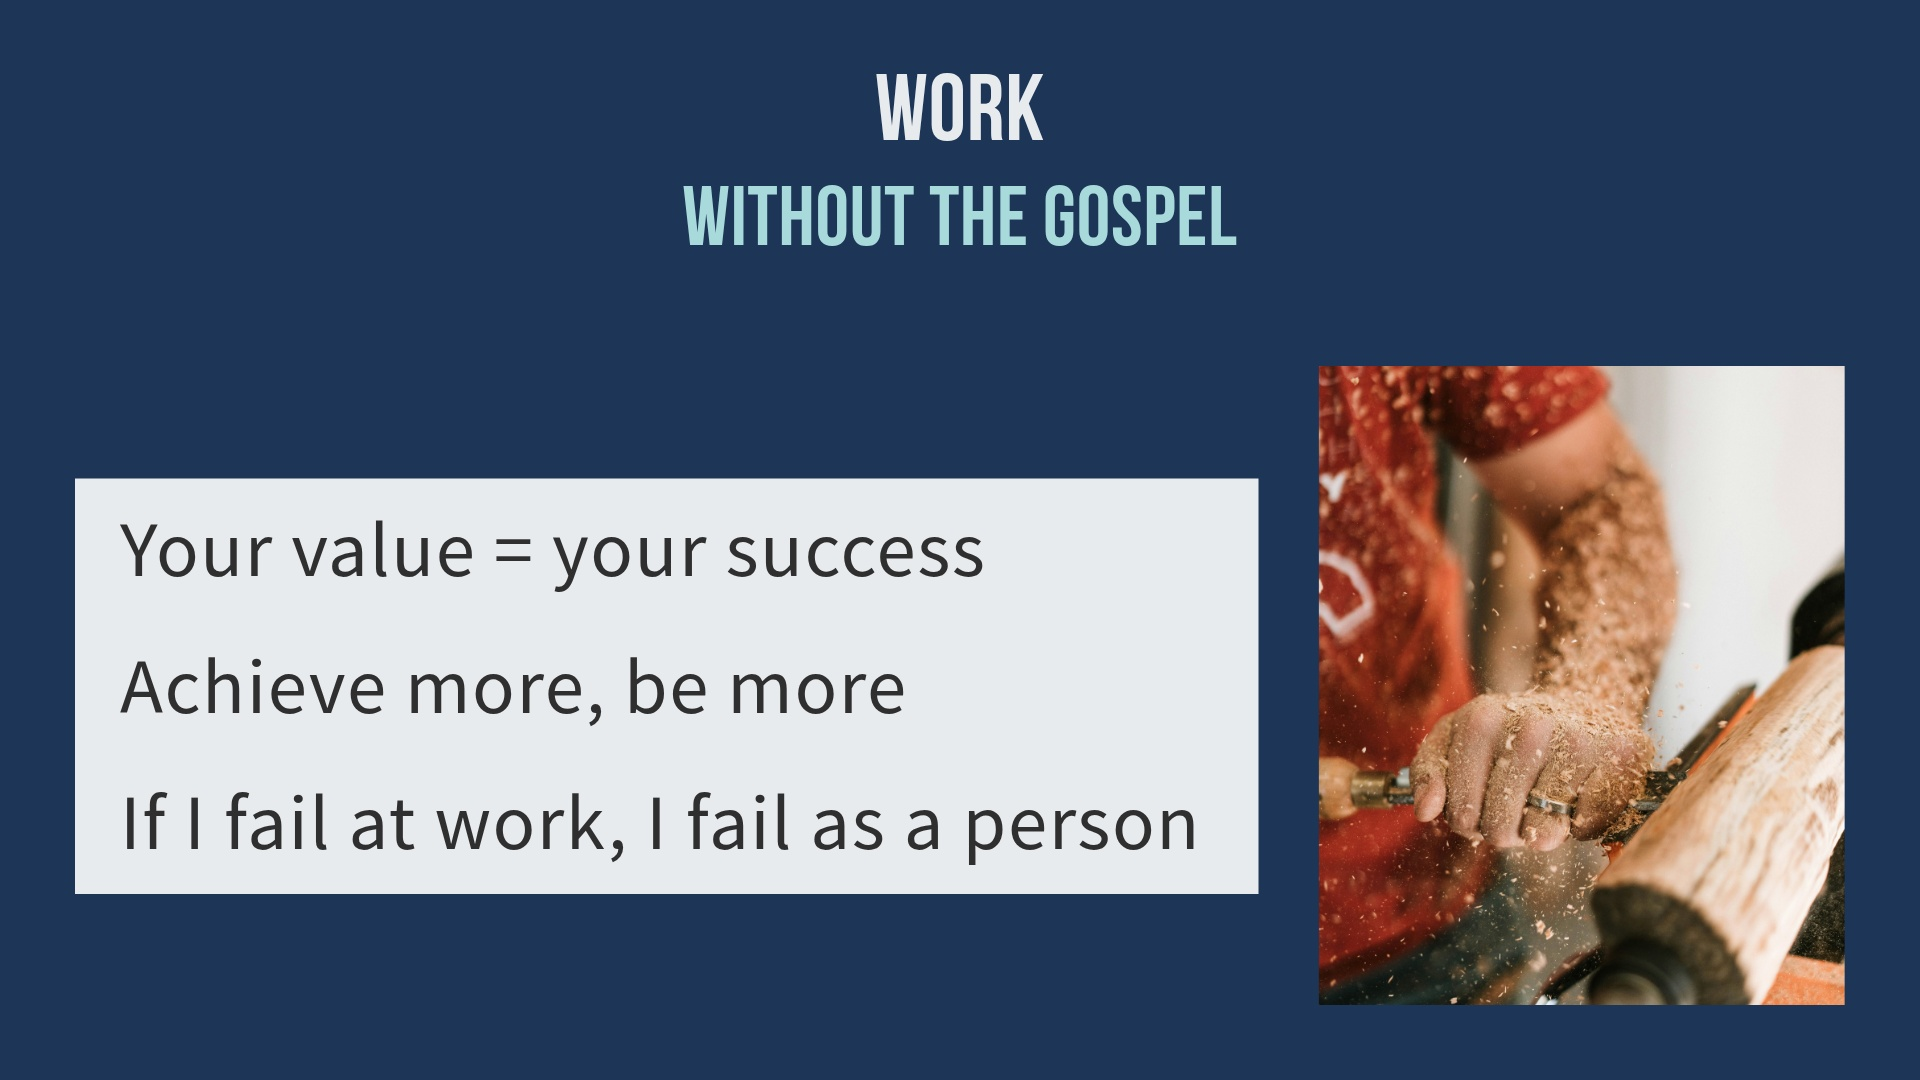 WORK
WITHOUT THE GOSPEL
Your value = your success
Achieve more, be more
If I fail at work, I fail as a person